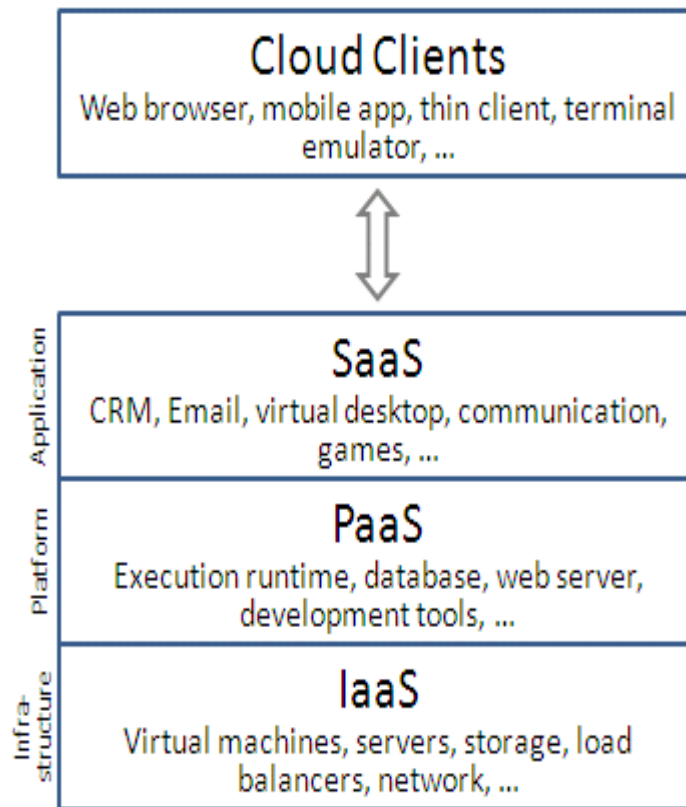 Cloud Clients
Web browser, mobile app, thin client, terminal
emulator, ...
Application
SaaS
CRM, Email, virtual desktop, communication,
games, ...
Platform
PaaS
Execution runtime, database, web server,
development tools, ...
Infra-
structure
IaaS
Virtual machines, servers, storage, load
balancers, network, ...